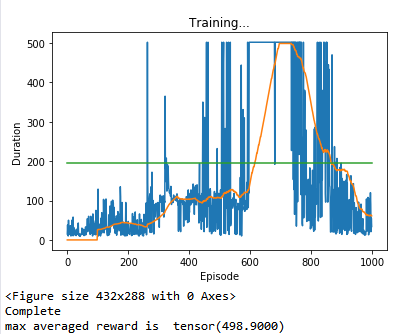 Training...
500
400
300
200
100
0
Duration
0
200
400
600
800
1000
Episode
<Figure size 432x288 with 0 Axes>
Complete
max averaged reward is  tensor(498.9000)